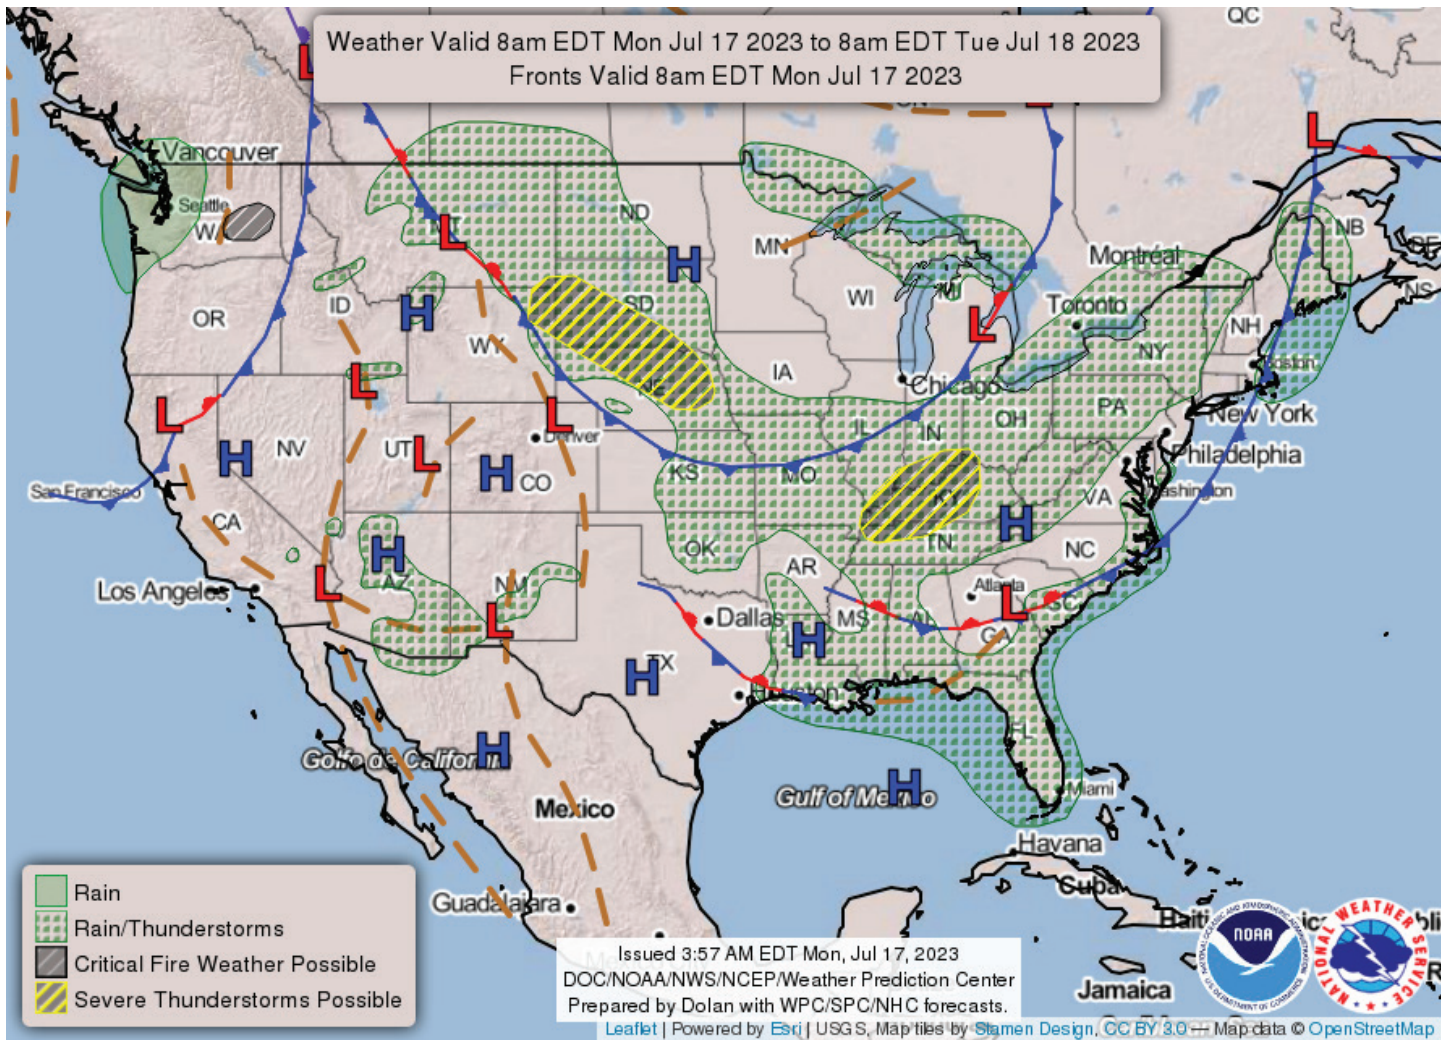 QC
Weather Valid 8am EDT Mon Jul 17 2023 to 8am EDT Tue Jul 18 2023
Fronts Valid 8am EDT Mon Jul 17 2023
L
L
Vancouver
Seattle
ND
MN
NB
L
H
Montréal
OR
ID
H
SD
WI
MI
Toronto
NS
WY
L
NH
NY
Boston
L
IA
Chicago
PA
New York
L
L
Denver
IL
IN
OH
H
NV
UT
L
H
CO
KS
MO
Philadelphia
San Francisco
VA
Washington
CA
KY
H
OK
TN
NC
H
AZ
NM
AR
Atlanta
Los Angeles
L
L
SC
L
Dallas
MS
AL
GA
H
H
TX
Houston
FL
Golfo de California
H
Gulf of Mexico
H
Miami
Mexico
Havana
Cuba
Guadalajara
Jamaica
Rain
Rain/Thunderstorms
Critical Fire Weather Possible
Severe Thunderstorms Possible
Issued 3:57 AM EDT Mon, Jul 17, 2023
DOC/NOAA/NWS/NCEP/Weather Prediction Center
Prepared by Dolan with WPC/SPC/NHC forecasts.
NOAA
NATIONAL WEATHER SERVICE
Leaflet | Powered by Esri | USGS, Map tiles by Stamen Design, CC BY 3.0 — Map data © OpenStreetMap